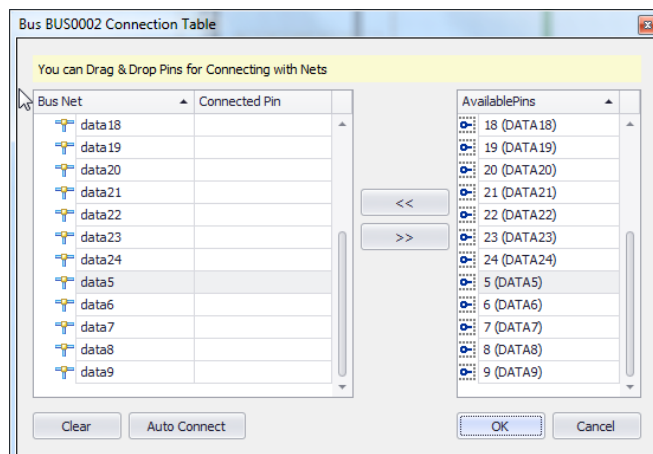 Bus BUS0002 Connection Table
You can Drag & Drop Pins for Connecting with Nets
Bus Net Connected Pin
data18
data19
data20
data21
data22
data23
data24
data5
data6
data7
data8
data9
<<
>>
AvailablePins
18 (DATA18)
19 (DATA19)
20 (DATA20)
21 (DATA21)
22 (DATA22)
23 (DATA23)
24 (DATA24)
5 (DATA5)
6 (DATA6)
7 (DATA7)
8 (DATA8)
9 (DATA9)
Clear Auto Connect OK Cancel